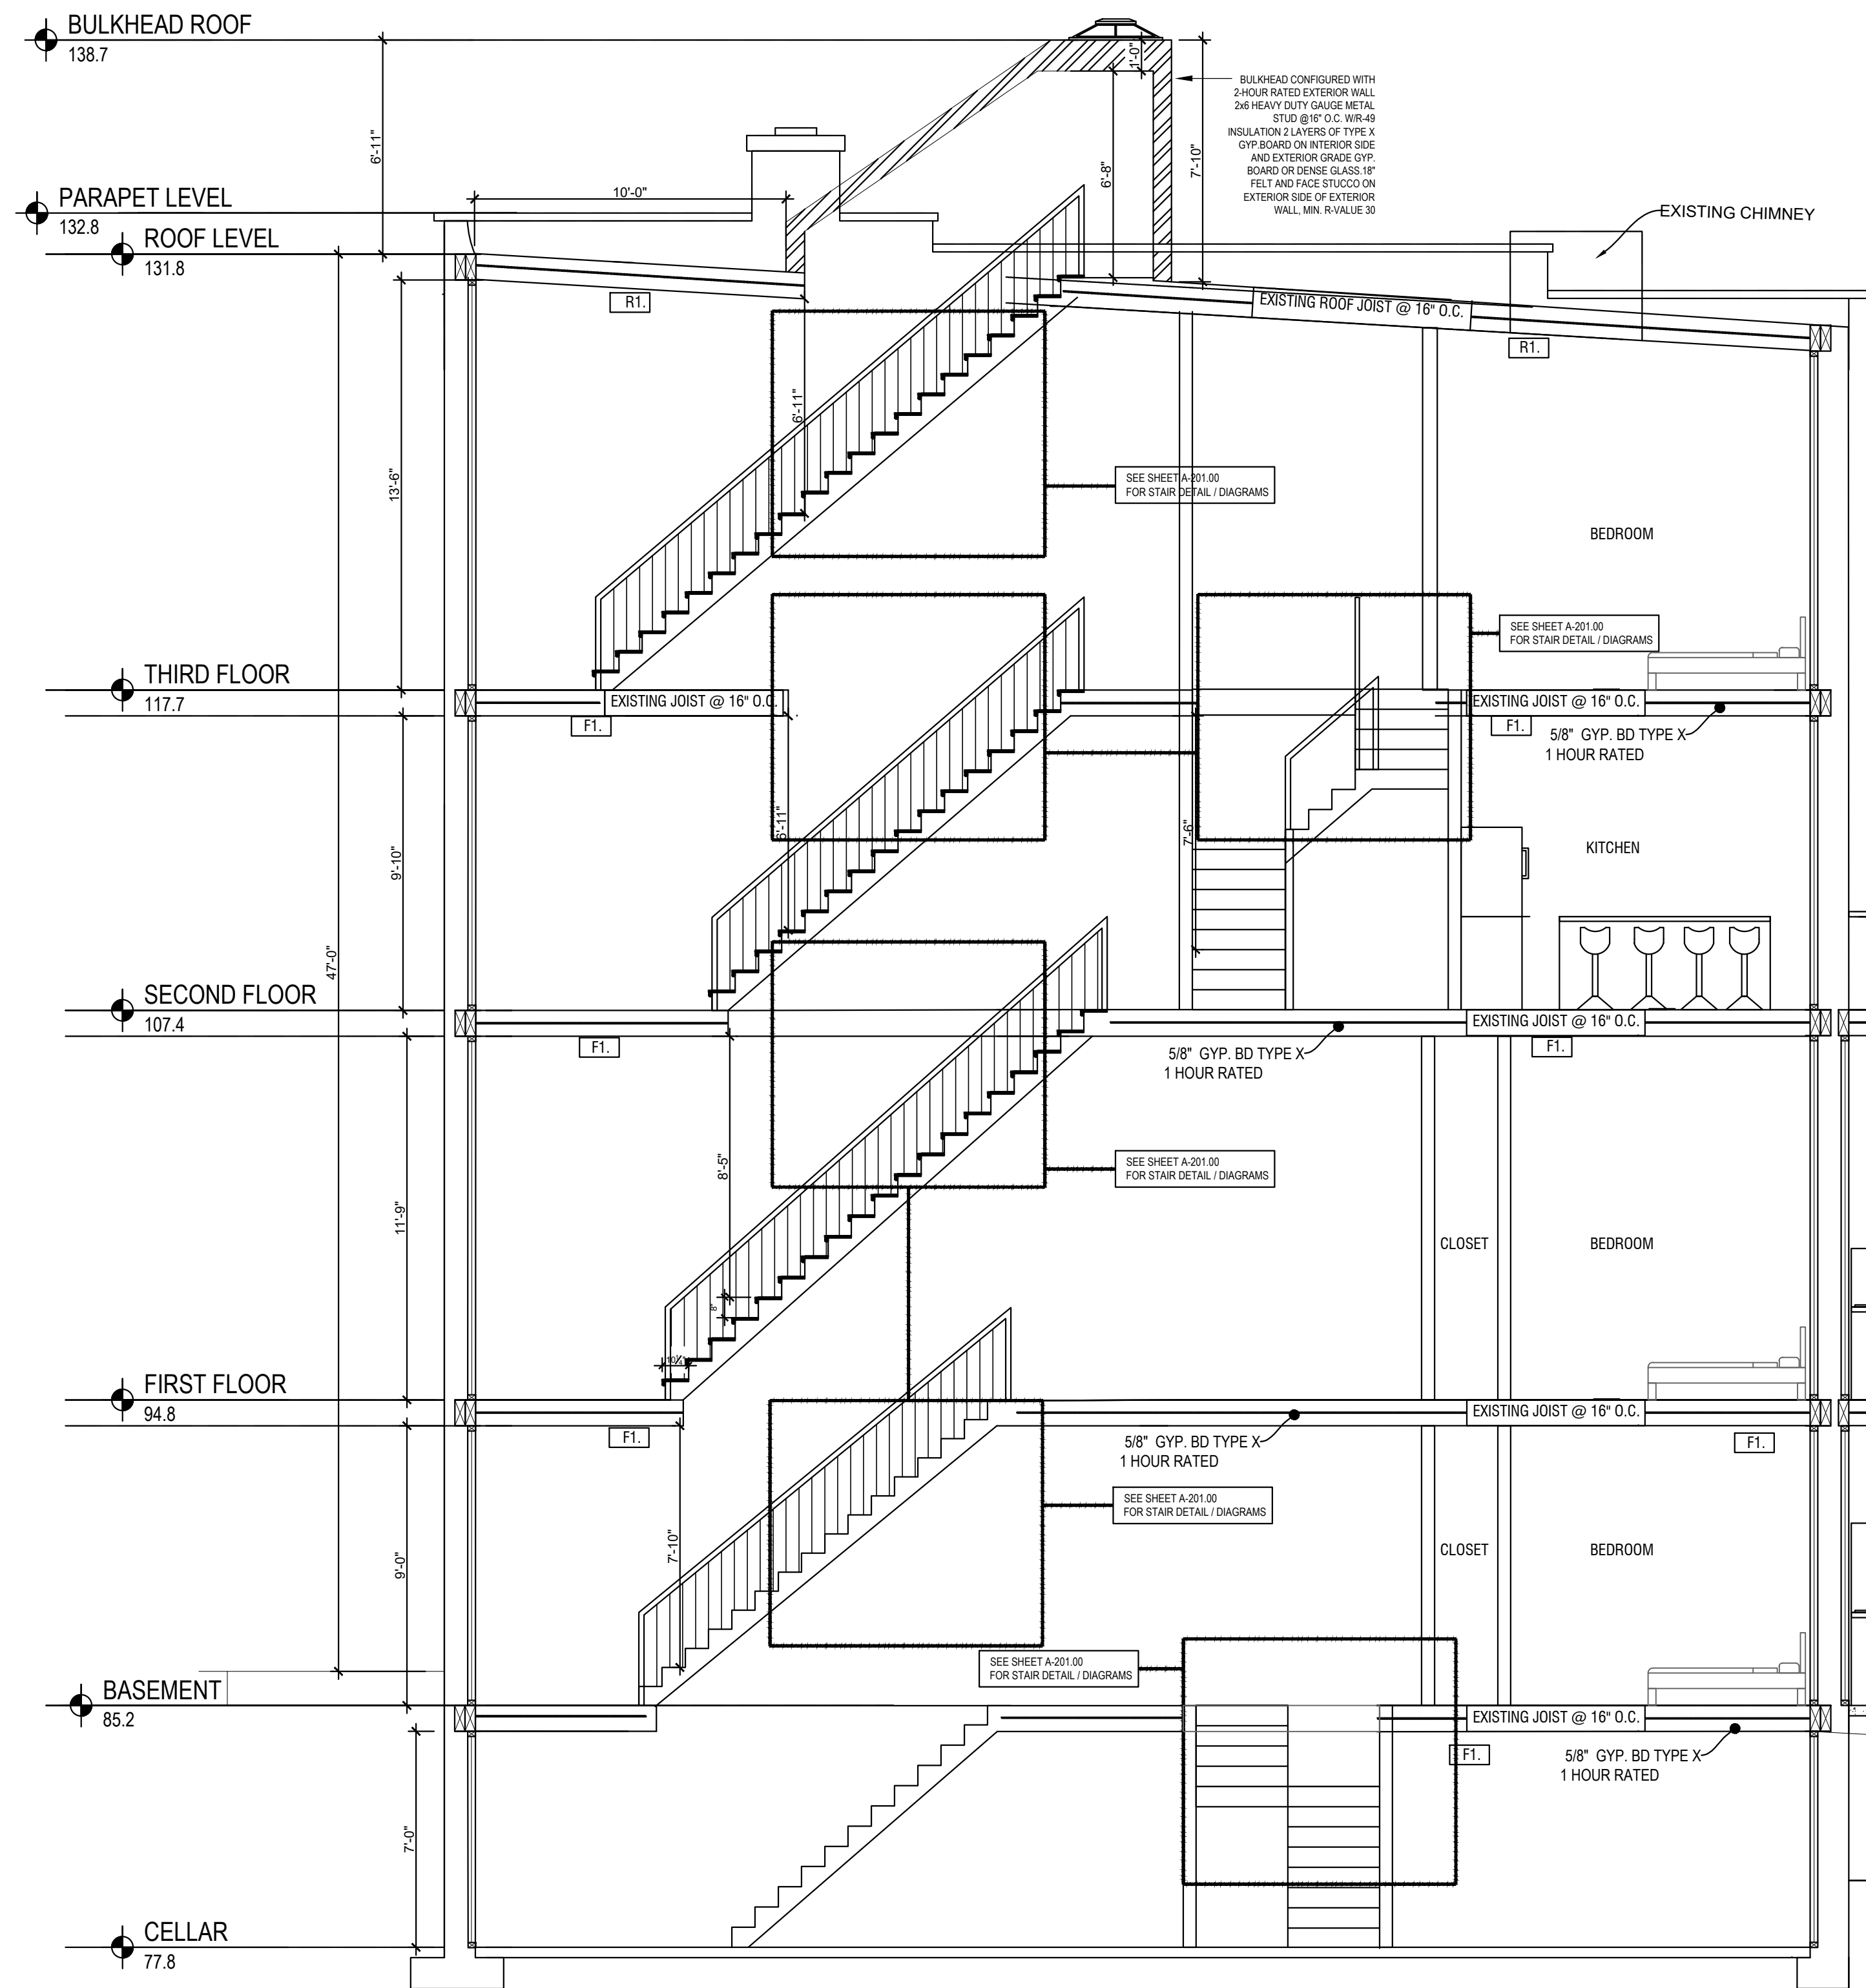 BULKHEAD ROOF
138.7
1'-0"
BULKHEAD CONFIGURED WITH
2-HOUR RATED EXTERIOR WALL
2x6 HEAVY DUTY GAUGE METAL
STUD @16" O.C. W/R-49
INSULATION 2 LAYERS OF TYPE X
GYP.BOARD ON INTERIOR SIDE
AND EXTERIOR GRADE GYP.
BOARD OR DENSE GLASS.18"
FELT AND FACE STUCCO ON
EXTERIOR SIDE OF EXTERIOR
WALL, MIN. R-VALUE 30
6'-11"
6'-8"
7'-10"
PARAPET LEVEL
132.8
10'-0"
EXISTING CHIMNEY
ROOF LEVEL
131.8
R1.
EXISTING ROOF JOIST @ 16" O.C.
R1.
6'-11"
13'-6"
SEE SHEET A-201.00
FOR STAIR DETAIL / DIAGRAMS
BEDROOM
SEE SHEET A-201.00
FOR STAIR DETAIL / DIAGRAMS
THIRD FLOOR
117.7
EXISTING JOIST @ 16" O.C.
EXISTING JOIST @ 16" O.C.
F1.
F1.
5/8" GYP. BD TYPE X
1 HOUR RATED
6'-11"
7'-6"
9'-10"
KITCHEN
47'-0"
SECOND FLOOR
107.4
EXISTING JOIST @ 16" O.C.
F1.
F1.
5/8" GYP. BD TYPE X
1 HOUR RATED
8'-5"
SEE SHEET A-201.00
FOR STAIR DETAIL / DIAGRAMS
11'-9"
CLOSET
BEDROOM
8"
10¼"
FIRST FLOOR
94.8
EXISTING JOIST @ 16" O.C.
F1.
F1.
5/8" GYP. BD TYPE X
1 HOUR RATED
SEE SHEET A-201.00
FOR STAIR DETAIL / DIAGRAMS
7'-10"
9'-0"
CLOSET
BEDROOM
SEE SHEET A-201.00
FOR STAIR DETAIL / DIAGRAMS
BASEMENT
85.2
EXISTING JOIST @ 16" O.C.
F1.
5/8" GYP. BD TYPE X
1 HOUR RATED
7'-0"
CELLAR
77.8